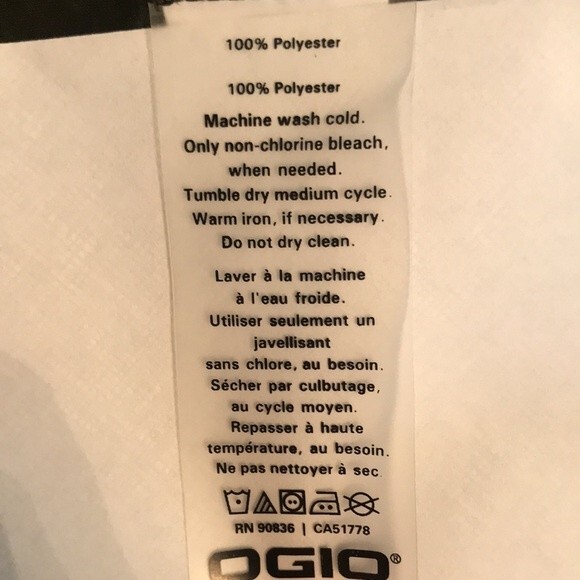 100% Polyester
100% Polyester
Machine wash cold.
Only non-chlorine bleach,
when needed.
Tumble dry medium cycle.
Warm iron, if necessary.
Do not dry clean.
Laver à la machine
à l'eau froide.
Utiliser seulement un
javellisant
sans chlore, au besoin.
Sécher par culbutage,
au cycle moyen.
Repasser à haute
température, au besoin.
Ne pas nettoyer à sec
RN 90836 | CA51778
OGIO®